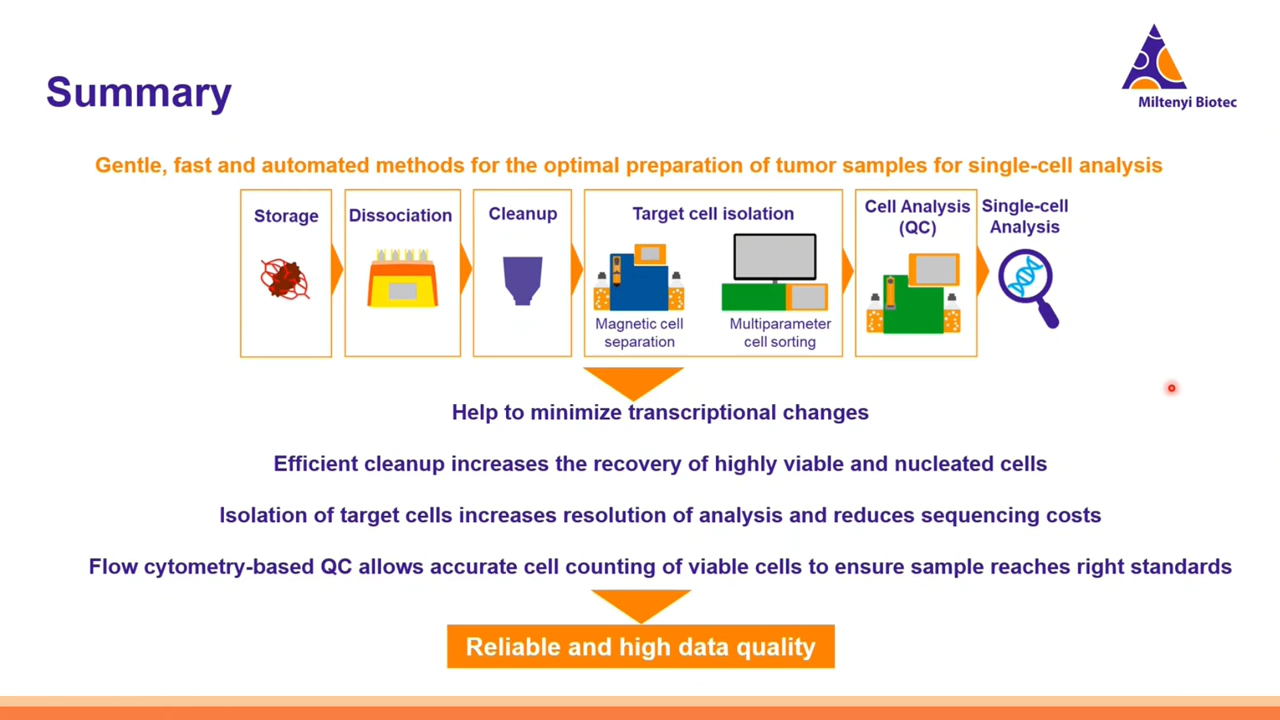 Miltenyi Biotec
Summary
Gentle, fast and automated methods for the optimal preparation of tumor samples for single-cell analysis
Storage
Dissociation
Cleanup
Target cell isolation
Magnetic cell
separation
Multiparameter
cell sorting
Cell Analysis
(QC)
Single-cell
Analysis
Help to minimize transcriptional changes
Efficient cleanup increases the recovery of highly viable and nucleated cells
Isolation of target cells increases resolution of analysis and reduces sequencing costs
Flow cytometry-based QC allows accurate cell counting of viable cells to ensure sample reaches right standards
Reliable and high data quality